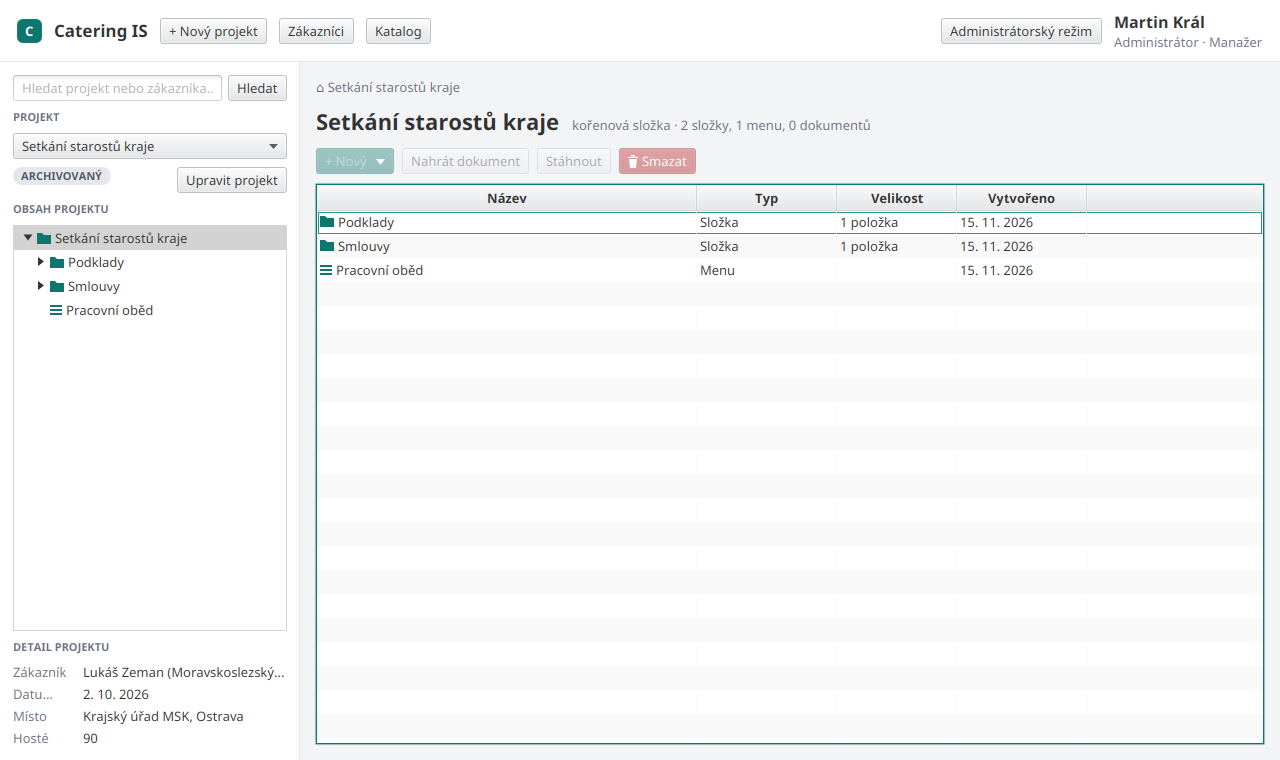 C Catering IS + Nový projekt Zákazníci Katalog Administrátorský režim Martin Král
Administrátor · Manažer
Hledat projekt nebo zákazníka.. Hledat
PROJEKT
Setkání starostů kraje
ARCHIVOVANÝ Upravit projekt
OBSAH PROJEKTU
Setkání starostů kraje
Podklady
Smlouvy
Pracovní oběd
DETAIL PROJEKTU
Zákazník Lukáš Zeman (Moravskoslezský...
Datu... 2. 10. 2026
Místo Krajský úřad MSK, Ostrava
Hosté 90
⌂ Setkání starostů kraje
Setkání starostů kraje kořenová složka · 2 složky, 1 menu, 0 dokumentů
+ Nový Nahrát dokument Stáhnout Smazat
Název Typ Velikost Vytvořeno
Podklady Složka 1 položka 15. 11. 2026
Smlouvy Složka 1 položka 15. 11. 2026
Pracovní oběd Menu 15. 11. 2026